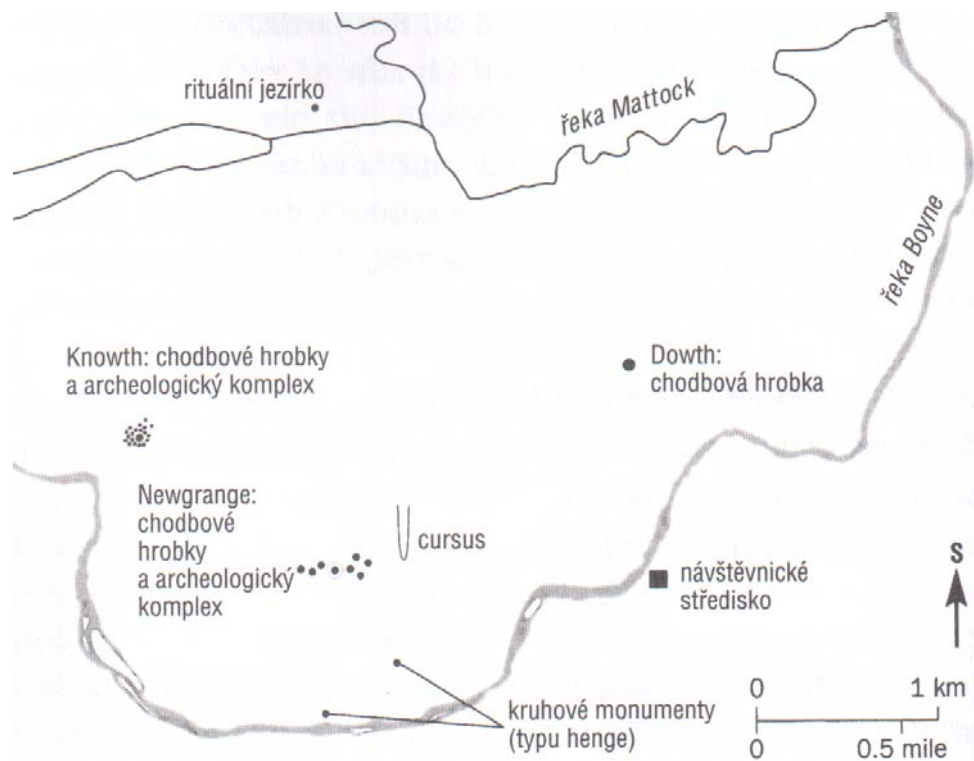 rituální jezírko
řeka Mattock
řeka Boyne
Knowth: chodbové hrobky
a archeologický komplex
Dowth:
chodbová hrobka
Newgrange:
chodbové
hrobky
a archeologický
komplex
cursus
návštěvnické
středisko
S
kruhové monumenty
(typu henge)
0 1 km
0 0.5 mile